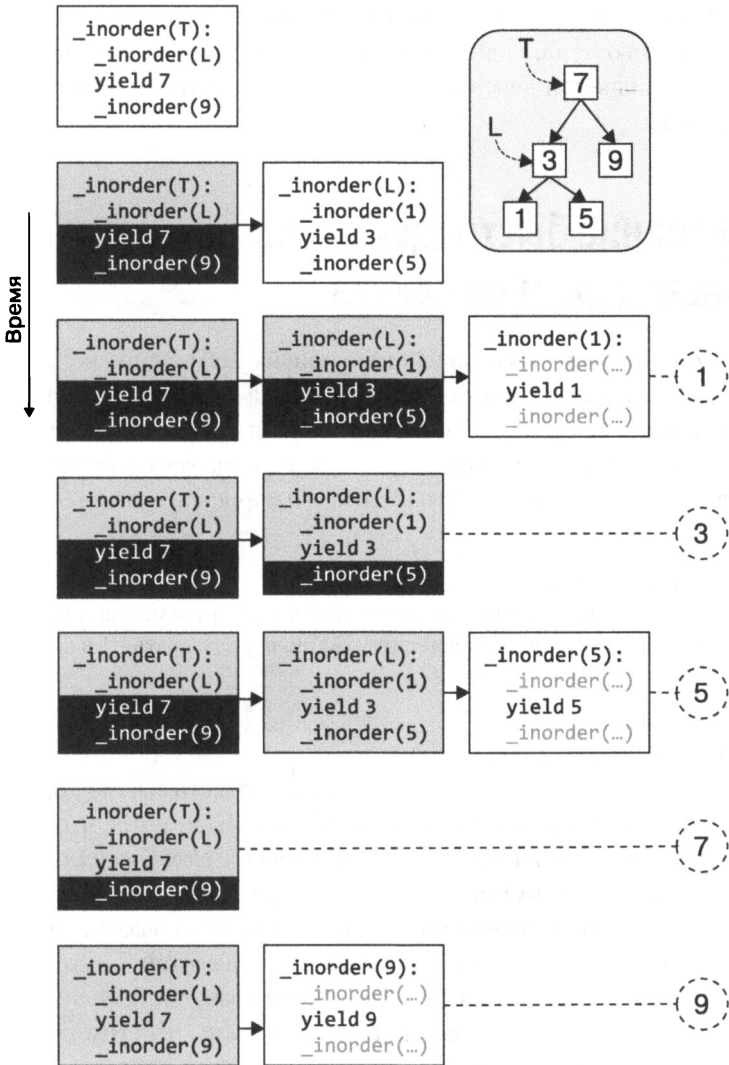 _inorder(T):
_inorder(L)
yield 7
_inorder(9)
T
7
L
3
9
1
5
Время
_inorder(T):
_inorder(L)
yield 7
_inorder(9)
_inorder(L):
_inorder(1)
yield 3
_inorder(5)
_inorder(T):
_inorder(L)
yield 7
_inorder(9)
_inorder(L):
_inorder(1)
yield 3
_inorder(5)
_inorder(1):
_inorder(…)
yield 1
_inorder(…)
1
_inorder(T):
_inorder(L)
yield 7
_inorder(9)
_inorder(L):
_inorder(1)
yield 3
_inorder(5)
3
_inorder(T):
_inorder(L)
yield 7
_inorder(9)
_inorder(L):
_inorder(1)
yield 3
_inorder(5)
_inorder(5):
_inorder(…)
yield 5
_inorder(…)
5
_inorder(T):
_inorder(L)
yield 7
_inorder(9)
7
_inorder(T):
_inorder(L)
yield 7
_inorder(9)
_inorder(9):
_inorder(…)
yield 9
_inorder(…)
9